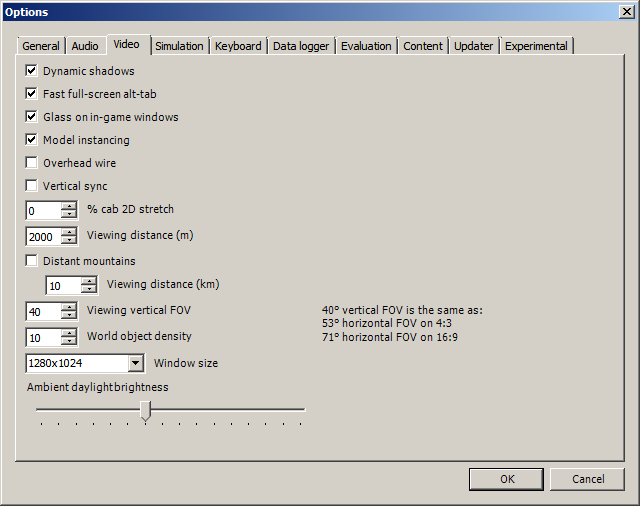 Options
General Audio Video Simulation Keyboard Data logger Evaluation Content Updater Experimental
Dynamic shadows
Fast full-screen alt-tab
Glass on in-game windows
Model instancing
Overhead wire
Vertical sync
0 % cab 2D stretch
2000 Viewing distance (m)
Distant mountains
10 Viewing distance (km)
40 Viewing vertical FOV 40° vertical FOV is the same as:
53° horizontal FOV on 4:3
10 World object density 71° horizontal FOV on 16:9
1280x1024 Window size
Ambient daylight brightness
OK Cancel